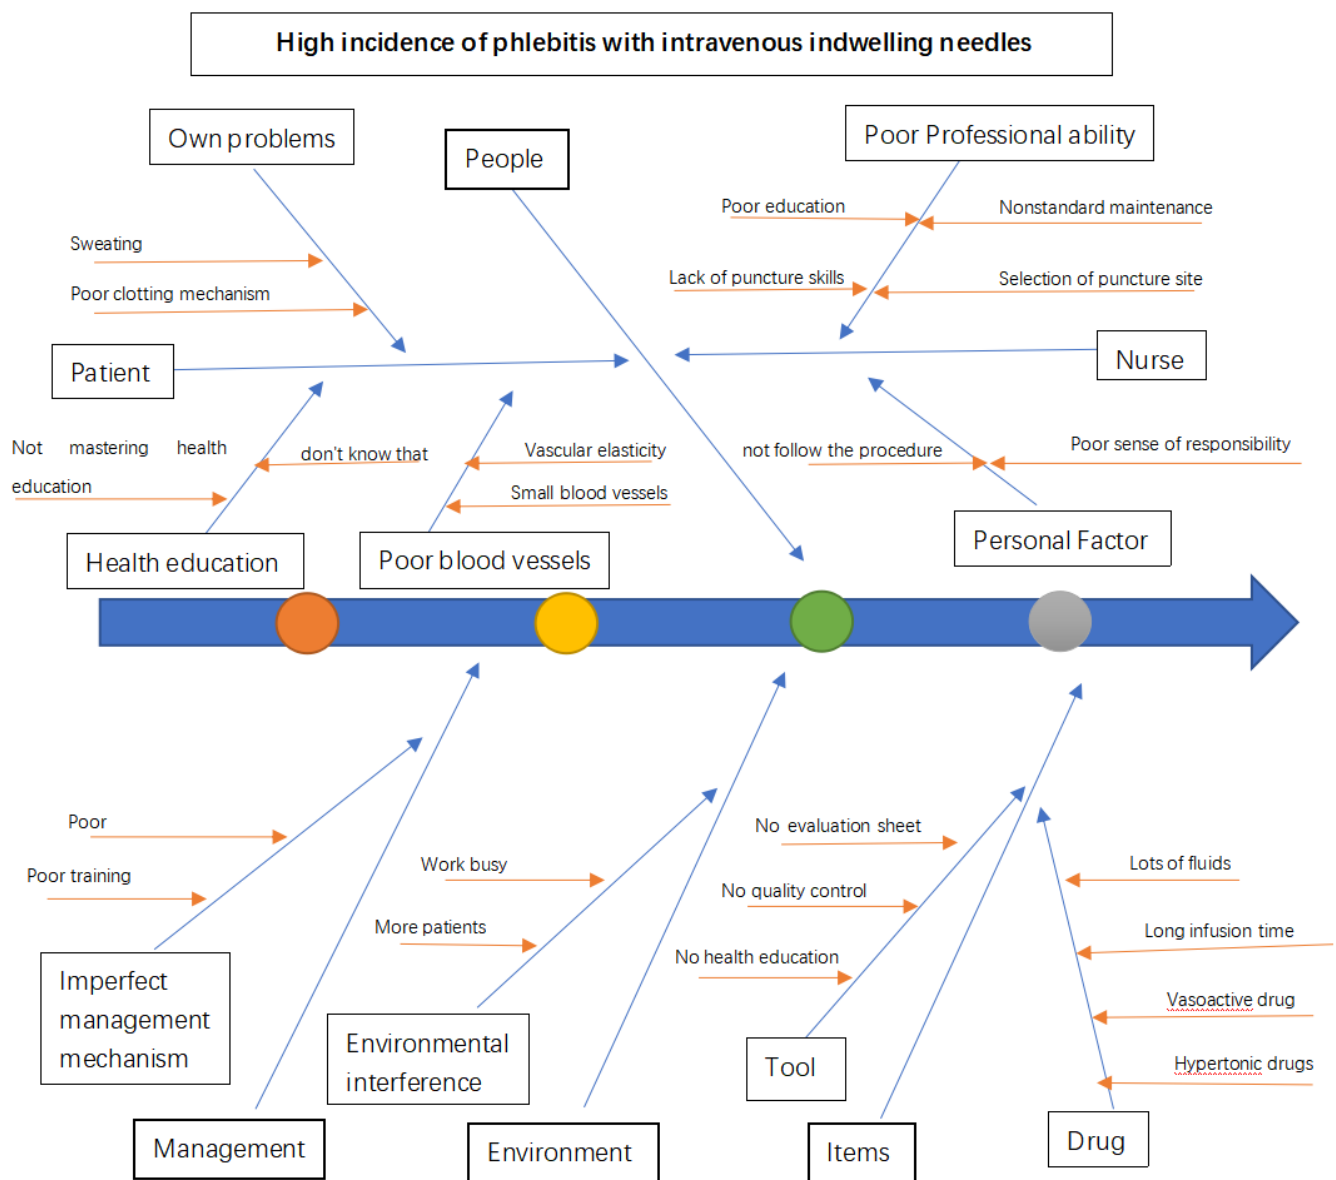 High incidence of phlebitis with intravenous indwelling needles
Own problems
People
Poor Professional ability
Poor education
Nonstandard maintenance
Sweating
Lack of puncture skills
Selection of puncture site
Poor clotting mechanism
Patient
Nurse
Not mastering health
education
don't know that
Vascular elasticity
Small blood vessels
not follow the procedure
Poor sense of responsibility
Health education
Poor blood vessels
Personal Factor
Poor
Poor training
Work busy
More patients
No evaluation sheet
No quality control
No health education
Lots of fluids
Long infusion time
Vasoactive drug
Hypertonic drugs
Imperfect
management
mechanism
Environmental
interference
Tool
Drug
Management
Environment
Items